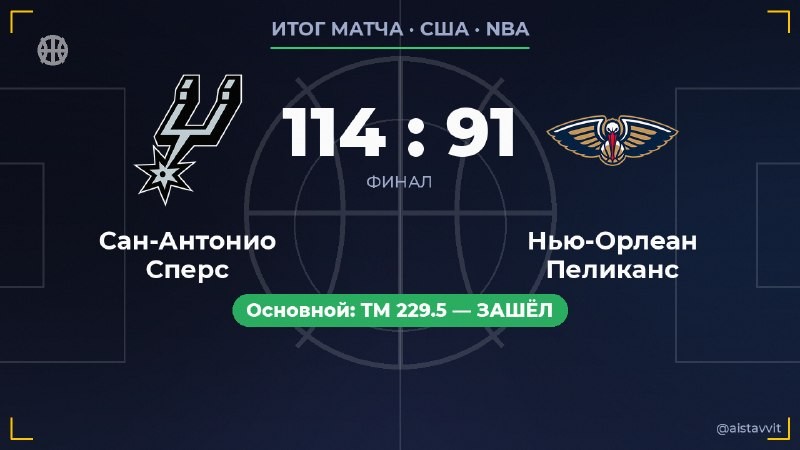 ИТОГ МАТЧА · США · NBA
114 : 91
ФИНАЛ
Сан-Антонио
Сперс
Нью-Орлеан
Пеликанс
Основной: ТМ 229.5 — ЗАШЁЛ
@aistavvit